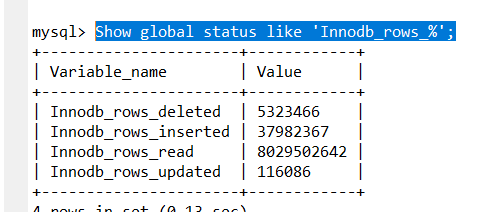 mysql> Show global status like 'Innodb_rows_%';
+----------------------+------------+
| Variable_name        | Value      |
+----------------------+------------+
| Innodb_rows_deleted  | 5323466    |
| Innodb_rows_inserted | 37982367   |
| Innodb_rows_read     | 8029502642 |
| Innodb_rows_updated  | 116086     |
+----------------------+------------+
4 rows in set (0.13 sec)